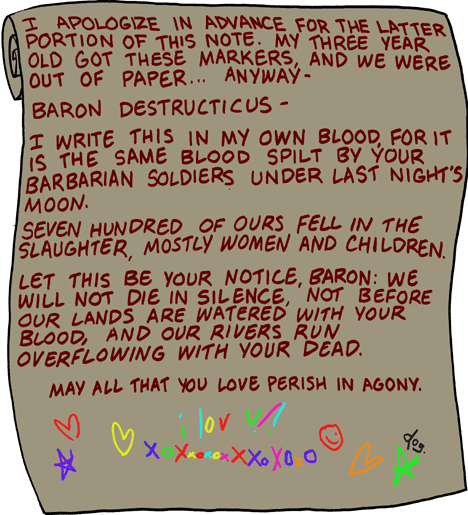 I APOLOGIZE IN ADVANCE FOR THE LATTER
PORTION OF THIS NOTE. MY THREE YEAR
OLD GOT THESE MARKERS, AND WE WERE
OUT OF PAPER... ANYWAY-
BARON DESTRUCTICUS-
I WRITE THIS IN MY OWN BLOOD, FOR IT
IS THE SAME BLOOD SPILT BY YOUR
BARBARIAN SOLDIERS UNDER LAST NIGHT'S
MOON.
SEVEN HUNDRED OF OURS FELL IN THE
SLAUGHTER, MOSTLY WOMEN AND CHILDREN.
LET THIS BE YOUR NOTICE, BARON: WE
WILL NOT DIE IN SILENCE, NOT BEFORE
OUR LANDS ARE WATERED WITH YOUR
BLOOD, AND OUR RIVERS RUN
OVERFLOWING WITH YOUR DEAD.
MAY ALL THAT YOU LOVE PERISH IN AGONY.
i lov